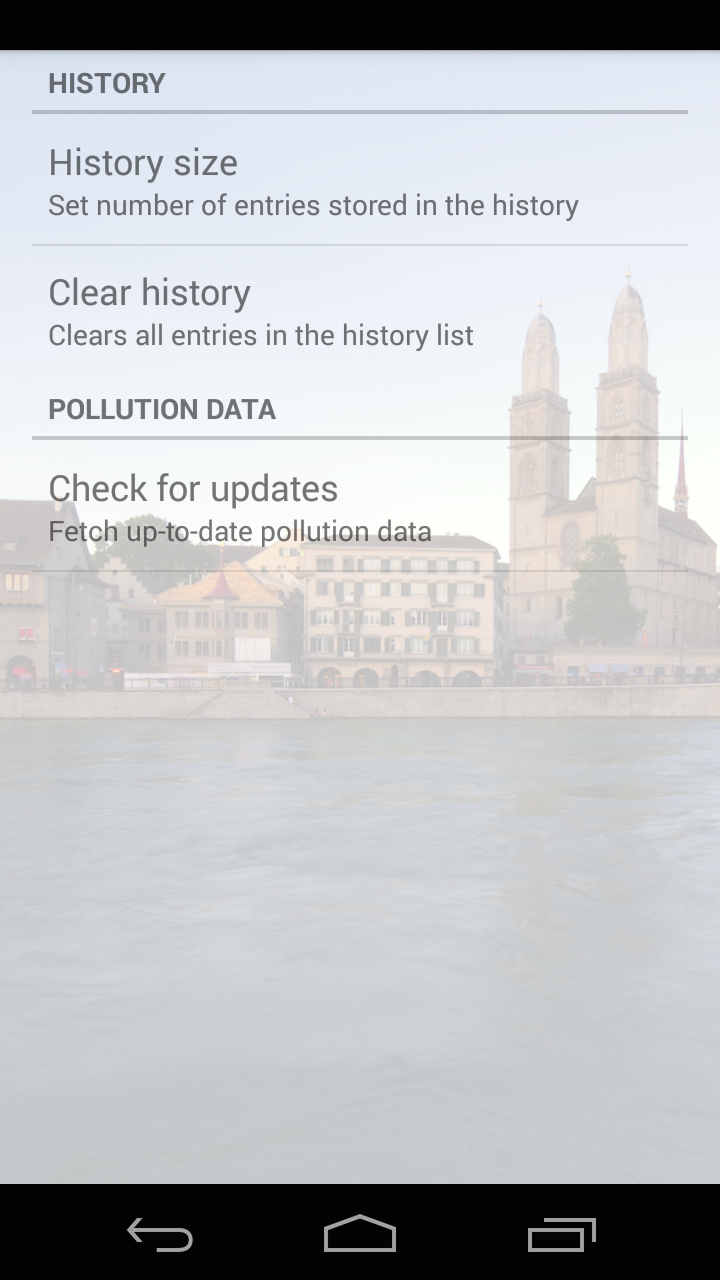 HISTORY
History size
Set number of entries stored in the history
Clear history
Clears all entries in the history list
POLLUTION DATA
Check for updates
Fetch up-to-date pollution data